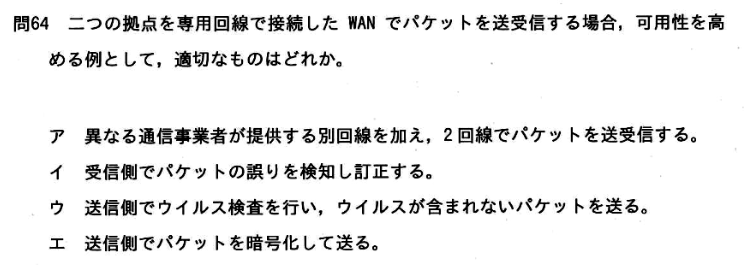 問64 二つの拠点を専用回線で接続した WAN でパケットを送受信する場合，可用性を高
める例として，適切なものはどれか。
ア 異なる通信事業者が提供する別回線を加え，2回線でパケットを送受信する。
イ 受信側でパケットの誤りを検知し訂正する。
ウ 送信側でウイルス検査を行い，ウイルスが含まれないパケットを送る。
エ 送信側でパケットを暗号化して送る。